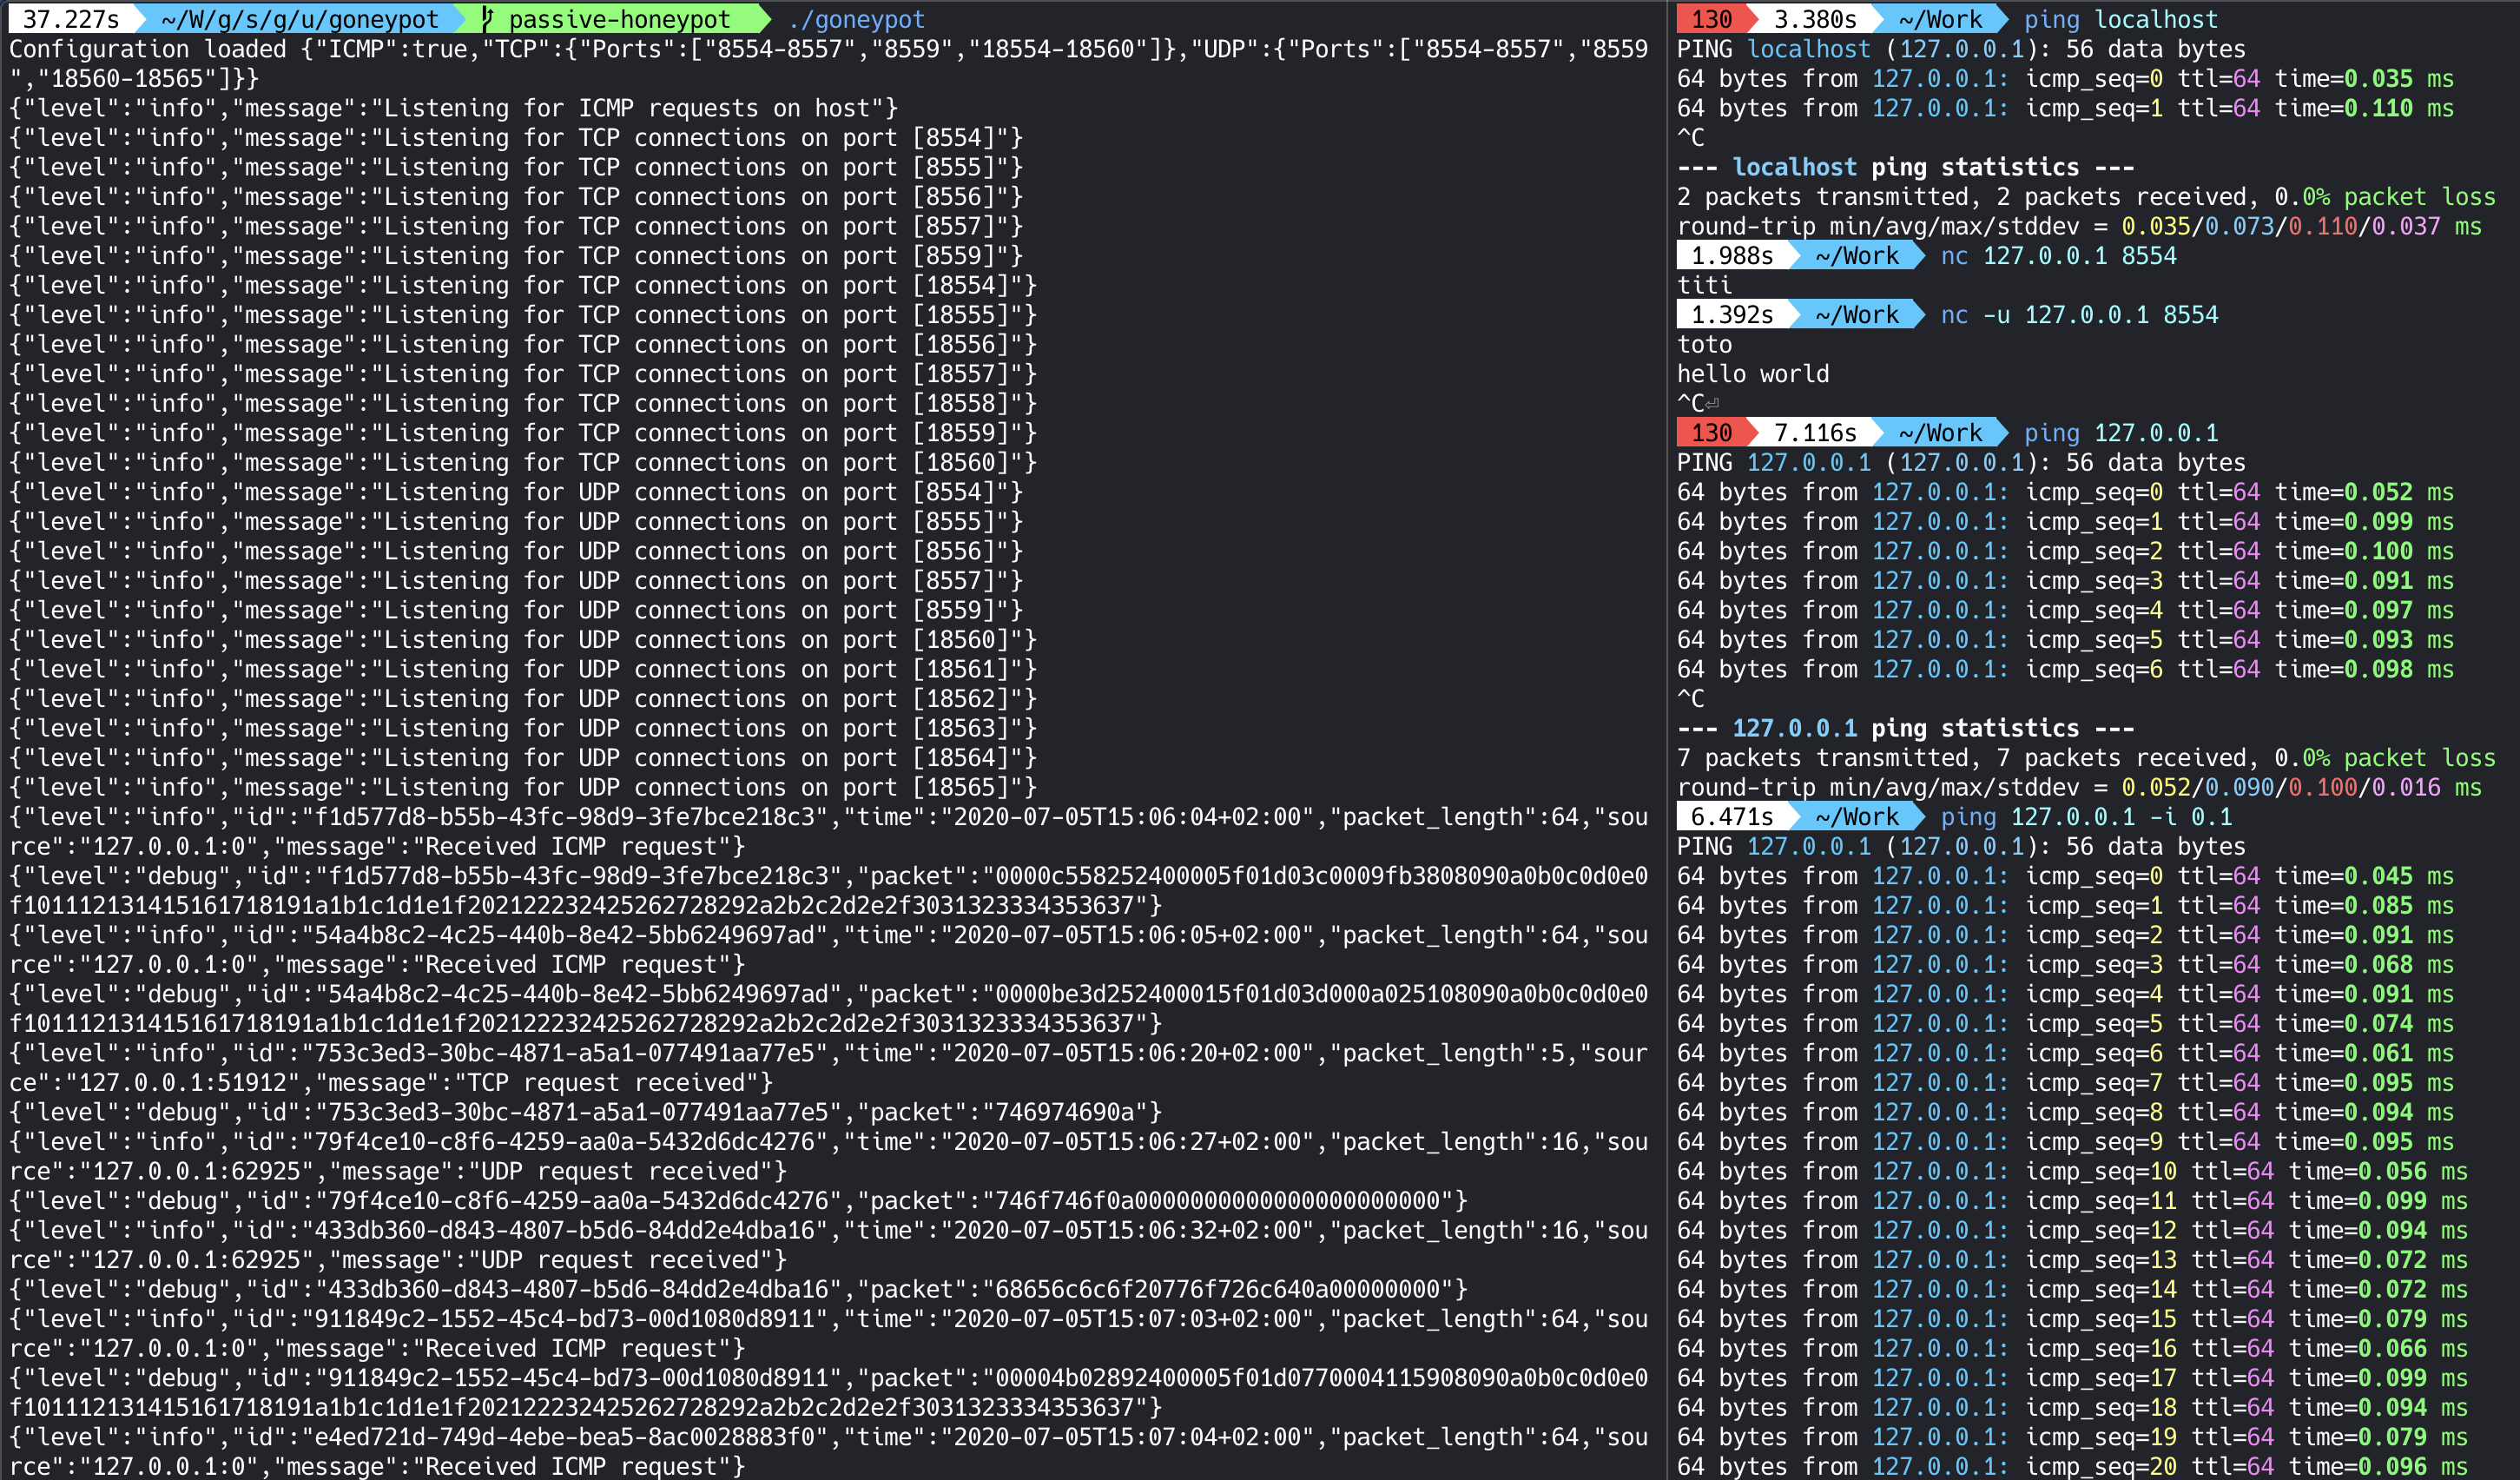 37.227s ~/W/g/s/g/u/goneypot passive-honeypot ./goneypot
Configuration loaded {"ICMP":true,"TCP":{"Ports":["8554-8557","8559","18554-18560"]},"UDP":{"Ports":["8554-8557","8559
","18560-18565"]}}
{"level":"info","message":"Listening for ICMP requests on host"}
{"level":"info","message":"Listening for TCP connections on port [8554]"}
{"level":"info","message":"Listening for TCP connections on port [8555]"}
{"level":"info","message":"Listening for TCP connections on port [8556]"}
{"level":"info","message":"Listening for TCP connections on port [8557]"}
{"level":"info","message":"Listening for TCP connections on port [8559]"}
{"level":"info","message":"Listening for TCP connections on port [18554]"}
{"level":"info","message":"Listening for TCP connections on port [18555]"}
{"level":"info","message":"Listening for TCP connections on port [18556]"}
{"level":"info","message":"Listening for TCP connections on port [18557]"}
{"level":"info","message":"Listening for TCP connections on port [18558]"}
{"level":"info","message":"Listening for TCP connections on port [18559]"}
{"level":"info","message":"Listening for TCP connections on port [18560]"}
{"level":"info","message":"Listening for UDP connections on port [8554]"}
{"level":"info","message":"Listening for UDP connections on port [8555]"}
{"level":"info","message":"Listening for UDP connections on port [8556]"}
{"level":"info","message":"Listening for UDP connections on port [8557]"}
{"level":"info","message":"Listening for UDP connections on port [8559]"}
{"level":"info","message":"Listening for UDP connections on port [18560]"}
{"level":"info","message":"Listening for UDP connections on port [18561]"}
{"level":"info","message":"Listening for UDP connections on port [18562]"}
{"level":"info","message":"Listening for UDP connections on port [18563]"}
{"level":"info","message":"Listening for UDP connections on port [18564]"}
{"level":"info","message":"Listening for UDP connections on port [18565]"}
{"level":"info","id":"f1d577d8-b55b-43fc-98d9-3fe7bce218c3","time":"2020-07-05T15:06:04+02:00","packet_length":64,"sou
rce":"127.0.0.1:0","message":"Received ICMP request"}
{"level":"debug","id":"f1d577d8-b55b-43fc-98d9-3fe7bce218c3","packet":"0000c558252400005f01d03c0009fb3808090a0b0c0d0e0
f101112131415161718191a1b1c1d1e1f202122232425262728292a2b2c2d2e2f3031323334353637"}
{"level":"info","id":"54a4b8c2-4c25-440b-8e42-5bb6249697ad","time":"2020-07-05T15:06:05+02:00","packet_length":64,"sou
rce":"127.0.0.1:0","message":"Received ICMP request"}
{"level":"debug","id":"54a4b8c2-4c25-440b-8e42-5bb6249697ad","packet":"0000be3d252400015f01d03d000a025108090a0b0c0d0e0
f101112131415161718191a1b1c1d1e1f202122232425262728292a2b2c2d2e2f3031323334353637"}
{"level":"info","id":"753c3ed3-30bc-4871-a5a1-077491aa77e5","time":"2020-07-05T15:06:20+02:00","packet_length":5,"sour
ce":"127.0.0.1:51912","message":"TCP request received"}
{"level":"debug","id":"753c3ed3-30bc-4871-a5a1-077491aa77e5","packet":"746974690a"}
{"level":"info","id":"79f4ce10-c8f6-4259-aa0a-5432d6dc4276","time":"2020-07-05T15:06:27+02:00","packet_length":16,"sou
rce":"127.0.0.1:62925","message":"UDP request received"}
{"level":"debug","id":"79f4ce10-c8f6-4259-aa0a-5432d6dc4276","packet":"746f746f0a0000000000000000000000"}
{"level":"info","id":"433db360-d843-4807-b5d6-84dd2e4dba16","time":"2020-07-05T15:06:32+02:00","packet_length":16,"sou
rce":"127.0.0.1:62925","message":"UDP request received"}
{"level":"debug","id":"433db360-d843-4807-b5d6-84dd2e4dba16","packet":"68656c6c6f20776f726c640a00000000"}
{"level":"info","id":"911849c2-1552-45c4-bd73-00d1080d8911","time":"2020-07-05T15:07:03+02:00","packet_length":64,"sou
rce":"127.0.0.1:0","message":"Received ICMP request"}
{"level":"debug","id":"911849c2-1552-45c4-bd73-00d1080d8911","packet":"00004b02892400005f01d0770004115908090a0b0c0d0e0
f101112131415161718191a1b1c1d1e1f202122232425262728292a2b2c2d2e2f3031323334353637"}
{"level":"info","id":"e4ed721d-749d-4ebe-bea5-8ac0028883f0","time":"2020-07-05T15:07:04+02:00","packet_length":64,"sou
rce":"127.0.0.1:0","message":"Received ICMP request"}
130 3.380s ~/Work ping localhost
PING localhost (127.0.0.1): 56 data bytes
64 bytes from 127.0.0.1: icmp_seq=0 ttl=64 time=0.035 ms
64 bytes from 127.0.0.1: icmp_seq=1 ttl=64 time=0.110 ms
^C
--- localhost ping statistics ---
2 packets transmitted, 2 packets received, 0.0% packet loss
round-trip min/avg/max/stddev = 0.035/0.073/0.110/0.037 ms
1.988s ~/Work nc 127.0.0.1 8554
titi
1.392s ~/Work nc -u 127.0.0.1 8554
toto
hello world
^C⏎
130 7.116s ~/Work ping 127.0.0.1
PING 127.0.0.1 (127.0.0.1): 56 data bytes
64 bytes from 127.0.0.1: icmp_seq=0 ttl=64 time=0.052 ms
64 bytes from 127.0.0.1: icmp_seq=1 ttl=64 time=0.099 ms
64 bytes from 127.0.0.1: icmp_seq=2 ttl=64 time=0.100 ms
64 bytes from 127.0.0.1: icmp_seq=3 ttl=64 time=0.091 ms
64 bytes from 127.0.0.1: icmp_seq=4 ttl=64 time=0.097 ms
64 bytes from 127.0.0.1: icmp_seq=5 ttl=64 time=0.093 ms
64 bytes from 127.0.0.1: icmp_seq=6 ttl=64 time=0.098 ms
^C
--- 127.0.0.1 ping statistics ---
7 packets transmitted, 7 packets received, 0.0% packet loss
round-trip min/avg/max/stddev = 0.052/0.090/0.100/0.016 ms
6.471s ~/Work ping 127.0.0.1 -i 0.1
PING 127.0.0.1 (127.0.0.1): 56 data bytes
64 bytes from 127.0.0.1: icmp_seq=0 ttl=64 time=0.045 ms
64 bytes from 127.0.0.1: icmp_seq=1 ttl=64 time=0.085 ms
64 bytes from 127.0.0.1: icmp_seq=2 ttl=64 time=0.091 ms
64 bytes from 127.0.0.1: icmp_seq=3 ttl=64 time=0.068 ms
64 bytes from 127.0.0.1: icmp_seq=4 ttl=64 time=0.091 ms
64 bytes from 127.0.0.1: icmp_seq=5 ttl=64 time=0.074 ms
64 bytes from 127.0.0.1: icmp_seq=6 ttl=64 time=0.061 ms
64 bytes from 127.0.0.1: icmp_seq=7 ttl=64 time=0.095 ms
64 bytes from 127.0.0.1: icmp_seq=8 ttl=64 time=0.094 ms
64 bytes from 127.0.0.1: icmp_seq=9 ttl=64 time=0.095 ms
64 bytes from 127.0.0.1: icmp_seq=10 ttl=64 time=0.056 ms
64 bytes from 127.0.0.1: icmp_seq=11 ttl=64 time=0.099 ms
64 bytes from 127.0.0.1: icmp_seq=12 ttl=64 time=0.094 ms
64 bytes from 127.0.0.1: icmp_seq=13 ttl=64 time=0.072 ms
64 bytes from 127.0.0.1: icmp_seq=14 ttl=64 time=0.072 ms
64 bytes from 127.0.0.1: icmp_seq=15 ttl=64 time=0.079 ms
64 bytes from 127.0.0.1: icmp_seq=16 ttl=64 time=0.066 ms
64 bytes from 127.0.0.1: icmp_seq=17 ttl=64 time=0.099 ms
64 bytes from 127.0.0.1: icmp_seq=18 ttl=64 time=0.094 ms
64 bytes from 127.0.0.1: icmp_seq=19 ttl=64 time=0.079 ms
64 bytes from 127.0.0.1: icmp_seq=20 ttl=64 time=0.096 ms